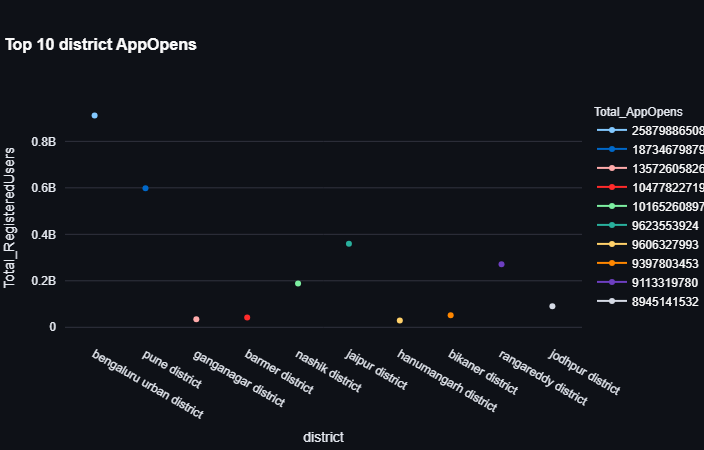 Top 10 district AppOpens
Total_AppOpens
25879886508
18734679879
13572605826
10477822719
10165260897
9623553924
9606327993
9397803453
9113319780
8945141532
Total_RegisteredUsers
0.8B
0.6B
0.4B
0.2B
0
bengaluru urban district
pune district
ganganagar district
barmer district
nashik district
jaipur district
hanumangarh district
bikaner district
rangareddy district
jodhpur district
district